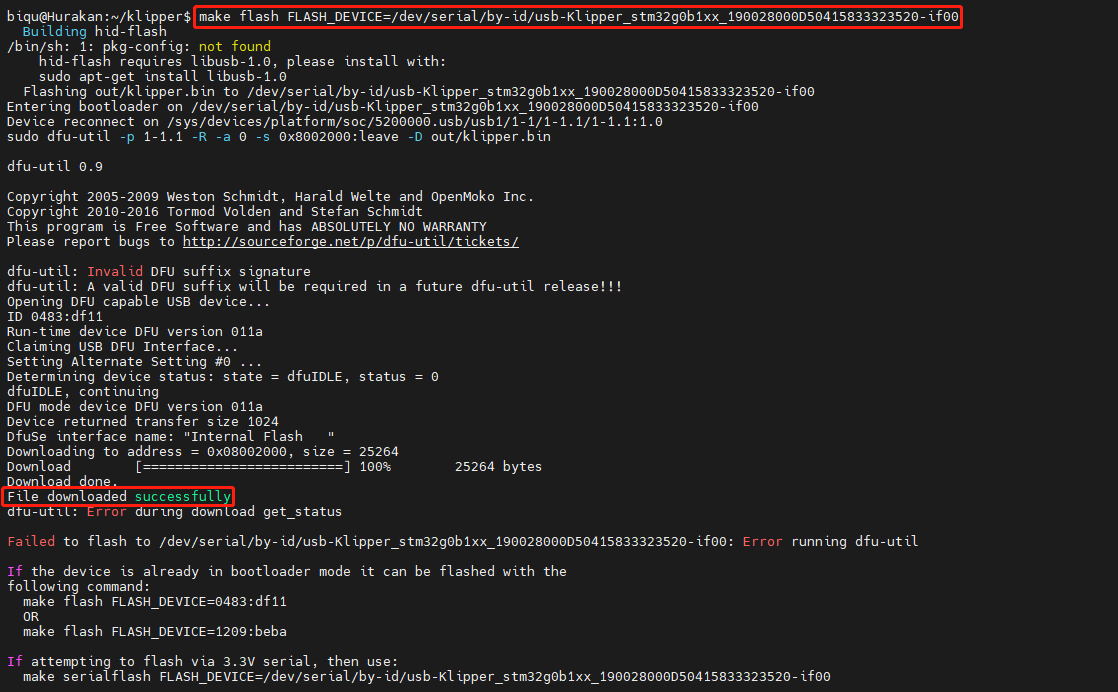 biqu@Hurakan:~/klipper$ make flash FLASH_DEVICE=/dev/serial/by-id/usb-Klipper_stm32g0b1xx_190028000D50415833323520-if00
Building hid-flash
/bin/sh: 1: pkg-config: not found
hid-flash requires libusb-1.0, please install with:
sudo apt-get install libusb-1.0
Flashing out/klipper.bin to /dev/serial/by-id/usb-Klipper_stm32g0b1xx_190028000D50415833323520-if00
Entering bootloader on /dev/serial/by-id/usb-Klipper_stm32g0b1xx_190028000D50415833323520-if00
Device reconnect on /sys/devices/platform/soc/5200000.usb/usb1/1-1/1-1.1/1-1.1:1.0
sudo dfu-util -p 1-1.1 -R -a 0 -s 0x8002000:leave -D out/klipper.bin
dfu-util 0.9
Copyright 2005-2009 Weston Schmidt, Harald Welte and OpenMoko Inc.
Copyright 2010-2016 Tormod Volden and Stefan Schmidt
This program is Free Software and has ABSOLUTELY NO WARRANTY
Please report bugs to http://sourceforge.net/p/dfu-util/tickets/
dfu-util: Invalid DFU suffix signature
dfu-util: A valid DFU suffix will be required in a future dfu-util release!!!
Opening DFU capable USB device...
ID 0483:df11
Run-time device DFU version 011a
Claiming USB DFU Interface...
Setting Alternate Setting #0 ...
Determining device status: state = dfuIDLE, status = 0
dfuIDLE, continuing
DFU mode device DFU version 011a
Device returned transfer size 1024
DfuSe interface name: "Internal Flash   "
Downloading to address = 0x08002000, size = 25264
Download        [=========================] 100%        25264 bytes
Download done.
File downloaded successfully
dfu-util: Error during download get_status
Failed to flash to /dev/serial/by-id/usb-Klipper_stm32g0b1xx_190028000D50415833323520-if00: Error running dfu-util
If the device is already in bootloader mode it can be flashed with the
following command:
make flash FLASH_DEVICE=0483:df11
OR
make flash FLASH_DEVICE=1209:beba
If attempting to flash via 3.3V serial, then use:
make serialflash FLASH_DEVICE=/dev/serial/by-id/usb-Klipper_stm32g0b1xx_190028000D50415833323520-if00